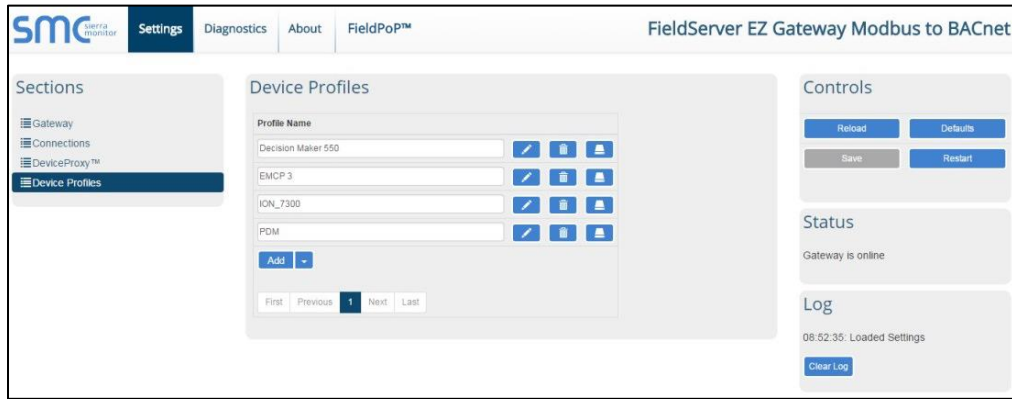 SMC sierra monitor
Settings
Diagnostics
About
FieldPoP™
FieldServer EZ Gateway Modbus to BACnet
Sections
Gateway
Connections
DeviceProxy™
Device Profiles
Device Profiles
Profile Name
Decision Maker 550
EMCP 3
ION_7300
PDM
Add
First Previous 1 Next Last
Controls
Reload Defaults
Save Restart
Status
Gateway is online
Log
08:52:35: Loaded Settings
Clear Log